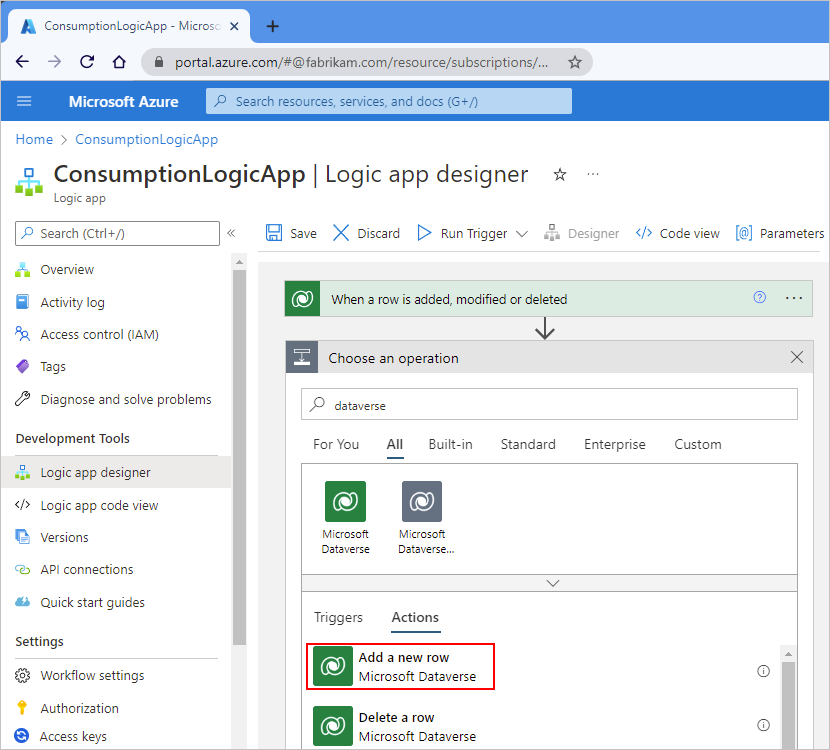 ConsumptionLogicApp - Microso
portal.azure.com/#@fabrikam.com/resource/subscriptions/...
Microsoft Azure
Search resources, services, and docs (G+/)
Home > ConsumptionLogicApp
ConsumptionLogicApp | Logic app designer
Logic app
Search (Ctrl+/)
«
Save
Discard
Run Trigger
Designer
Code view
Parameters
Overview
Activity log
Access control (IAM)
Tags
Diagnose and solve problems
Development Tools
Logic app designer
Logic app code view
Versions
API connections
Quick start guides
Settings
Workflow settings
Authorization
Access keys
When a row is added, modified or deleted
Choose an operation
dataverse
For You
All
Built-in
Standard
Enterprise
Custom
Microsoft
Dataverse
Microsoft
Dataverse...
Triggers
Actions
Add a new row
Microsoft Dataverse
Delete a row
Microsoft Dataverse